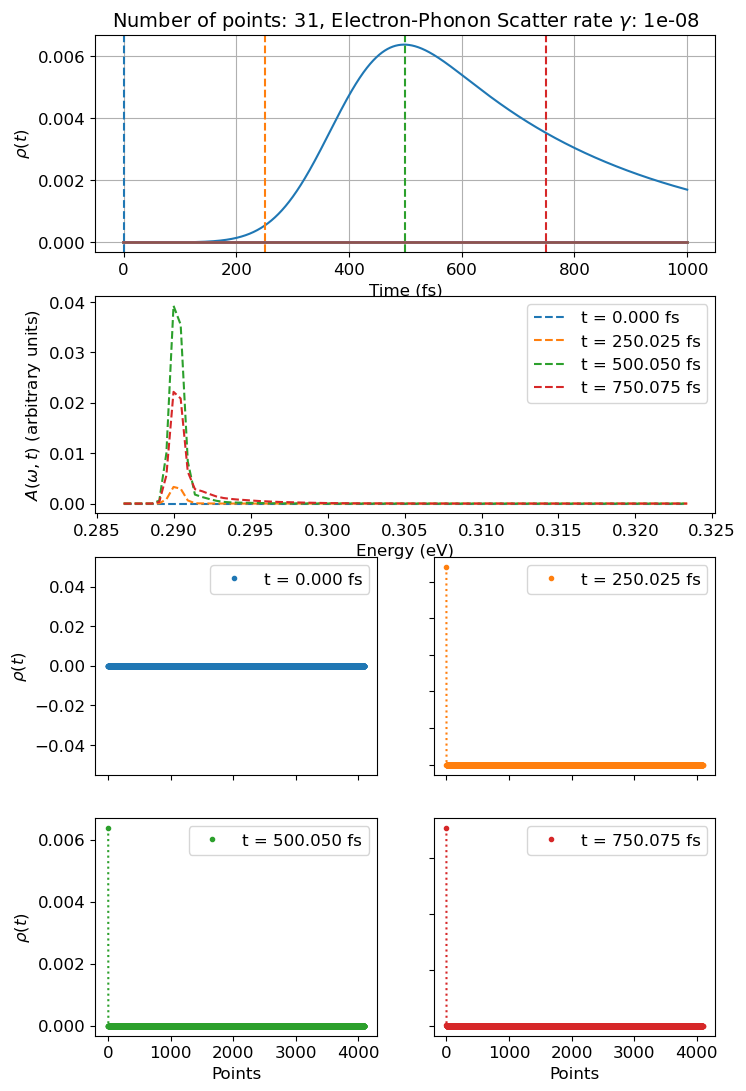 Number of points: 31, Electron-Phonon Scatter rate γ: 1e-08
ρ(t)
0.006
0.004
0.002
0.000
0 200 400 600 800 1000
Time (fs)
A(ω, t) (arbitrary units)
0.04
0.03
0.02
0.01
0.00
t = 0.000 fs
t = 250.025 fs
t = 500.050 fs
t = 750.075 fs
0.285 0.290 0.295 0.300 0.305 0.310 0.315 0.320 0.325
Energy (eV)
ρ(t)
0.04
0.02
0.00
−0.02
−0.04
t = 0.000 fs
t = 250.025 fs
ρ(t)
0.006
0.004
0.002
0.000
t = 500.050 fs
0 1000 2000 3000 4000
Points
t = 750.075 fs
0 1000 2000 3000 4000
Points